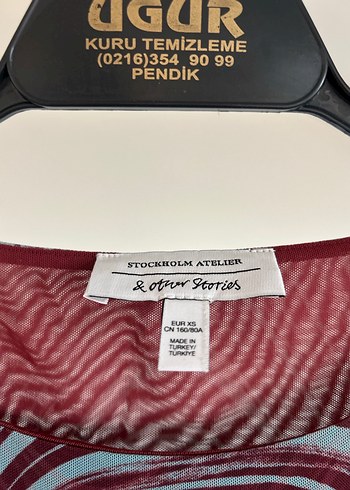 UĞUR
KURU TEMİZLEME
(0216)354 90 99
PENDİK
STOCKHOLM ATELIER
& other Stories
EUR XS
CN 160/80A
MADE IN
TURKEY/
TÜRKİYE